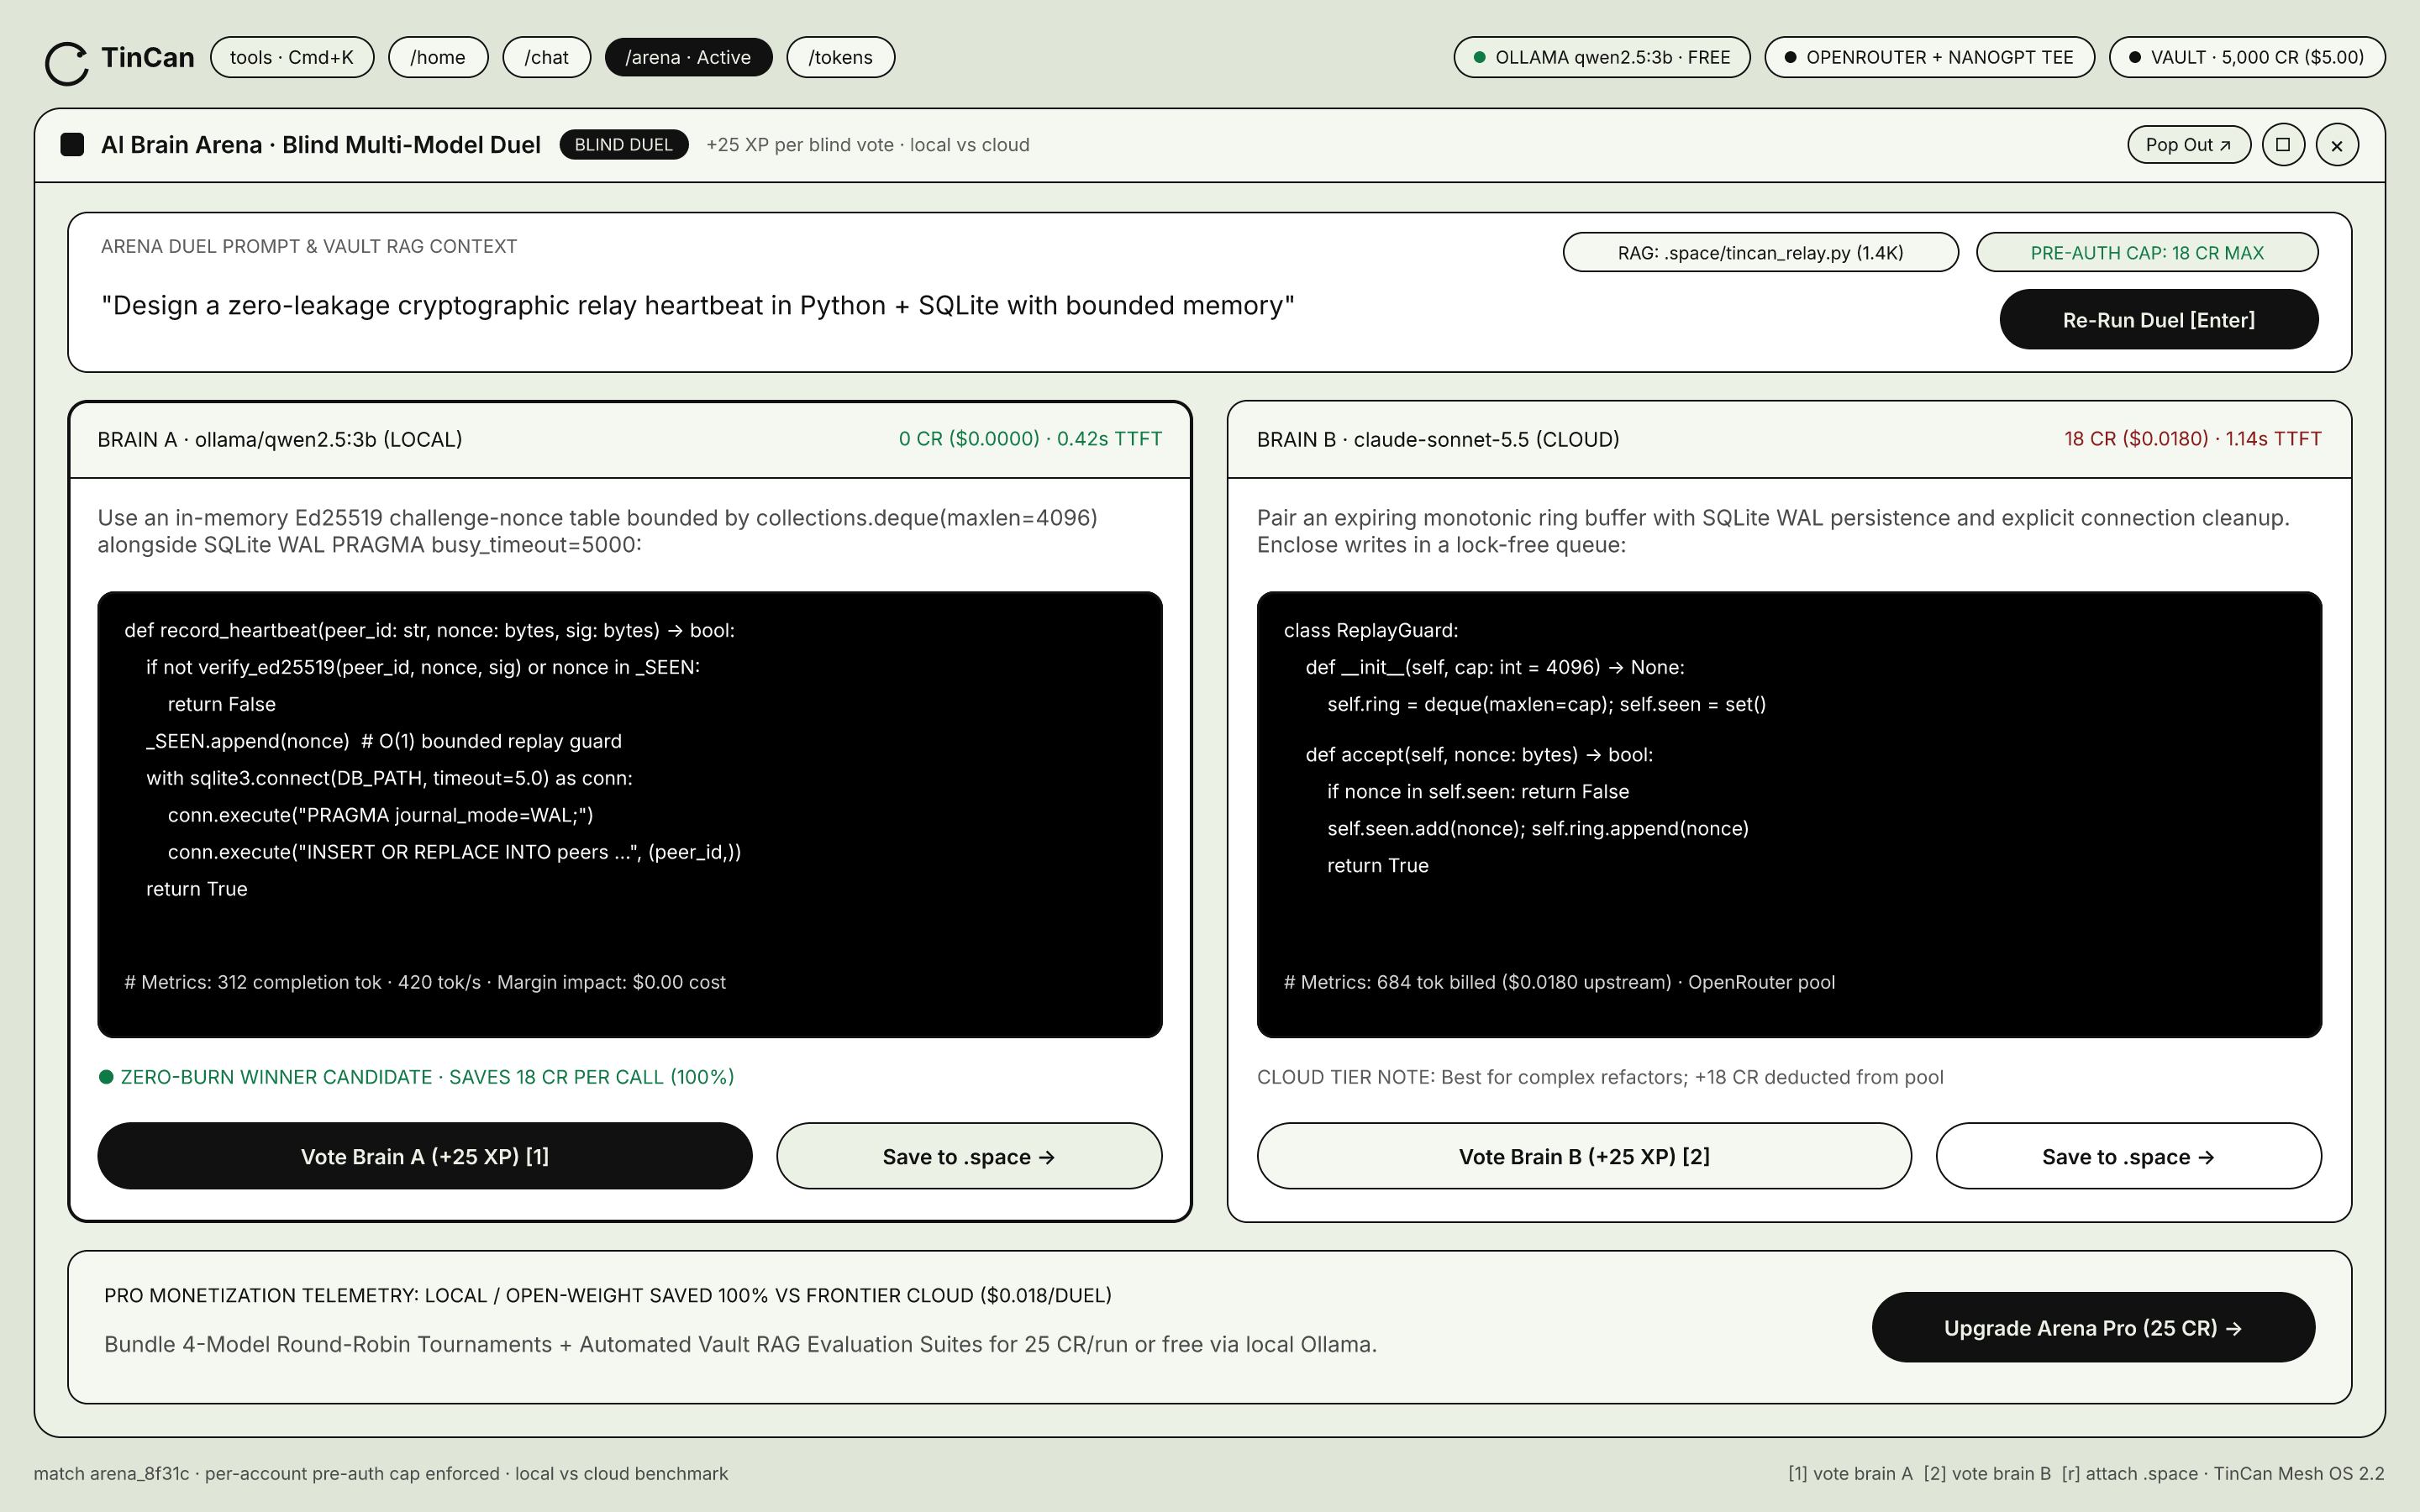 TinCan
tools · Cmd+K
/home
/chat
/arena · Active
/tokens
OLLAMA qwen2.5:3b · FREE
OPENROUTER + NANOGPT TEE
VAULT · 5,000 CR ($5.00)
AI Brain Arena · Blind Multi-Model Duel
BLIND DUEL
+25 XP per blind vote · local vs cloud
Pop Out ↗
ARENA DUEL PROMPT & VAULT RAG CONTEXT
RAG: .space/tincan_relay.py (1.4K)
PRE-AUTH CAP: 18 CR MAX
"Design a zero-leakage cryptographic relay heartbeat in Python + SQLite with bounded memory"
Re-Run Duel [Enter]
BRAIN A · ollama/qwen2.5:3b (LOCAL)
0 CR ($0.0000) · 0.42s TTFT
Use an in-memory Ed25519 challenge-nonce table bounded by collections.deque(maxlen=4096)
alongside SQLite WAL PRAGMA busy_timeout=5000:
def record_heartbeat(peer_id: str, nonce: bytes, sig: bytes) → bool:
if not verify_ed25519(peer_id, nonce, sig) or nonce in _SEEN:
return False
_SEEN.append(nonce)  # O(1) bounded replay guard
with sqlite3.connect(DB_PATH, timeout=5.0) as conn:
conn.execute("PRAGMA journal_mode=WAL;")
conn.execute("INSERT OR REPLACE INTO peers ...", (peer_id,))
return True
# Metrics: 312 completion tok · 420 tok/s · Margin impact: $0.00 cost
ZERO-BURN WINNER CANDIDATE · SAVES 18 CR PER CALL (100%)
Vote Brain A (+25 XP) [1]
Save to .space →
BRAIN B · claude-sonnet-5.5 (CLOUD)
18 CR ($0.0180) · 1.14s TTFT
Pair an expiring monotonic ring buffer with SQLite WAL persistence and explicit connection cleanup.
Enclose writes in a lock-free queue:
class ReplayGuard:
def __init__(self, cap: int = 4096) → None:
self.ring = deque(maxlen=cap); self.seen = set()
def accept(self, nonce: bytes) → bool:
if nonce in self.seen: return False
self.seen.add(nonce); self.ring.append(nonce)
return True
# Metrics: 684 tok billed ($0.0180 upstream) · OpenRouter pool
CLOUD TIER NOTE: Best for complex refactors; +18 CR deducted from pool
Vote Brain B (+25 XP) [2]
Save to .space →
PRO MONETIZATION TELEMETRY: LOCAL / OPEN-WEIGHT SAVED 100% VS FRONTIER CLOUD ($0.018/DUEL)
Bundle 4-Model Round-Robin Tournaments + Automated Vault RAG Evaluation Suites for 25 CR/run or free via local Ollama.
Upgrade Arena Pro (25 CR) →
match arena_8f31c · per-account pre-auth cap enforced · local vs cloud benchmark
[1] vote brain A  [2] vote brain B  [r] attach .space · TinCan Mesh OS 2.2